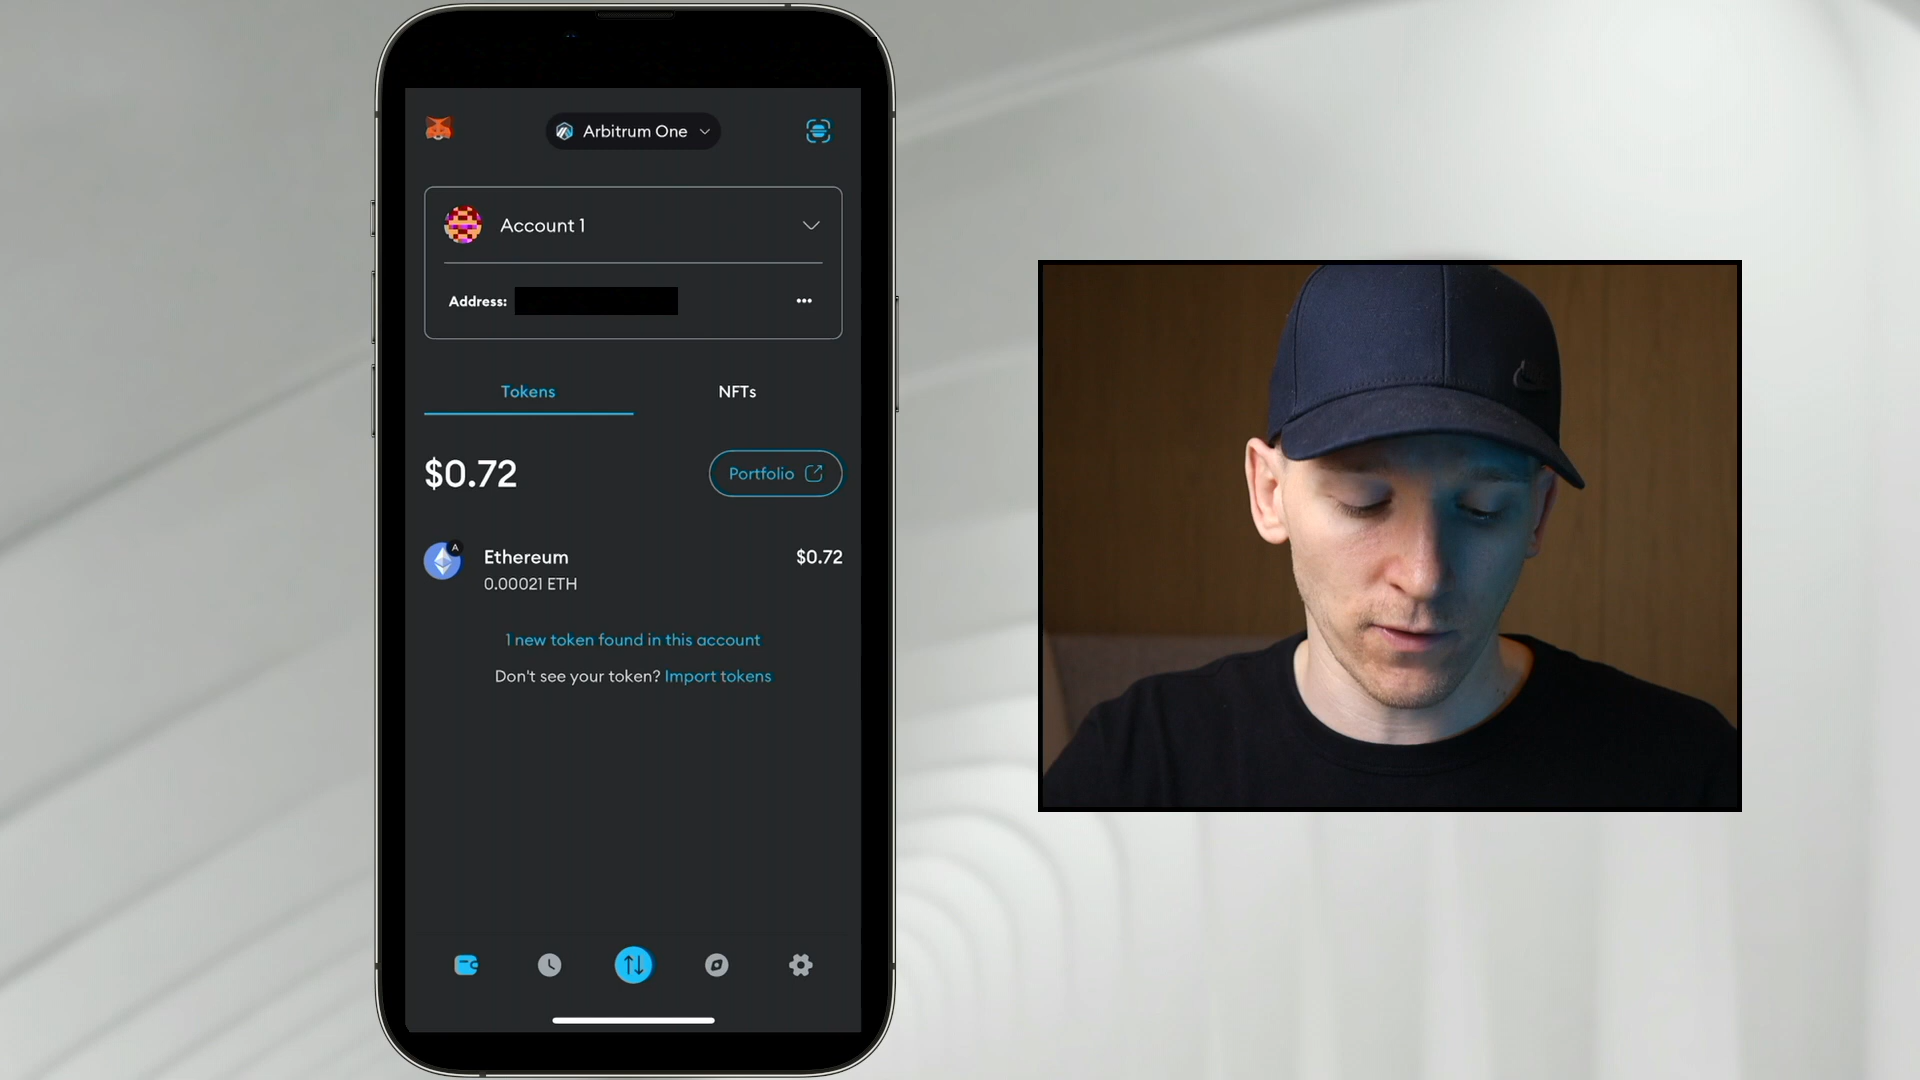 Arbitrum One
Account 1
Address:
Tokens
NFTs
$0.72
Portfolio
A
Ethereum
$0.72
0.00021 ETH
1 new token found in this account
Don't see your token? Import tokens